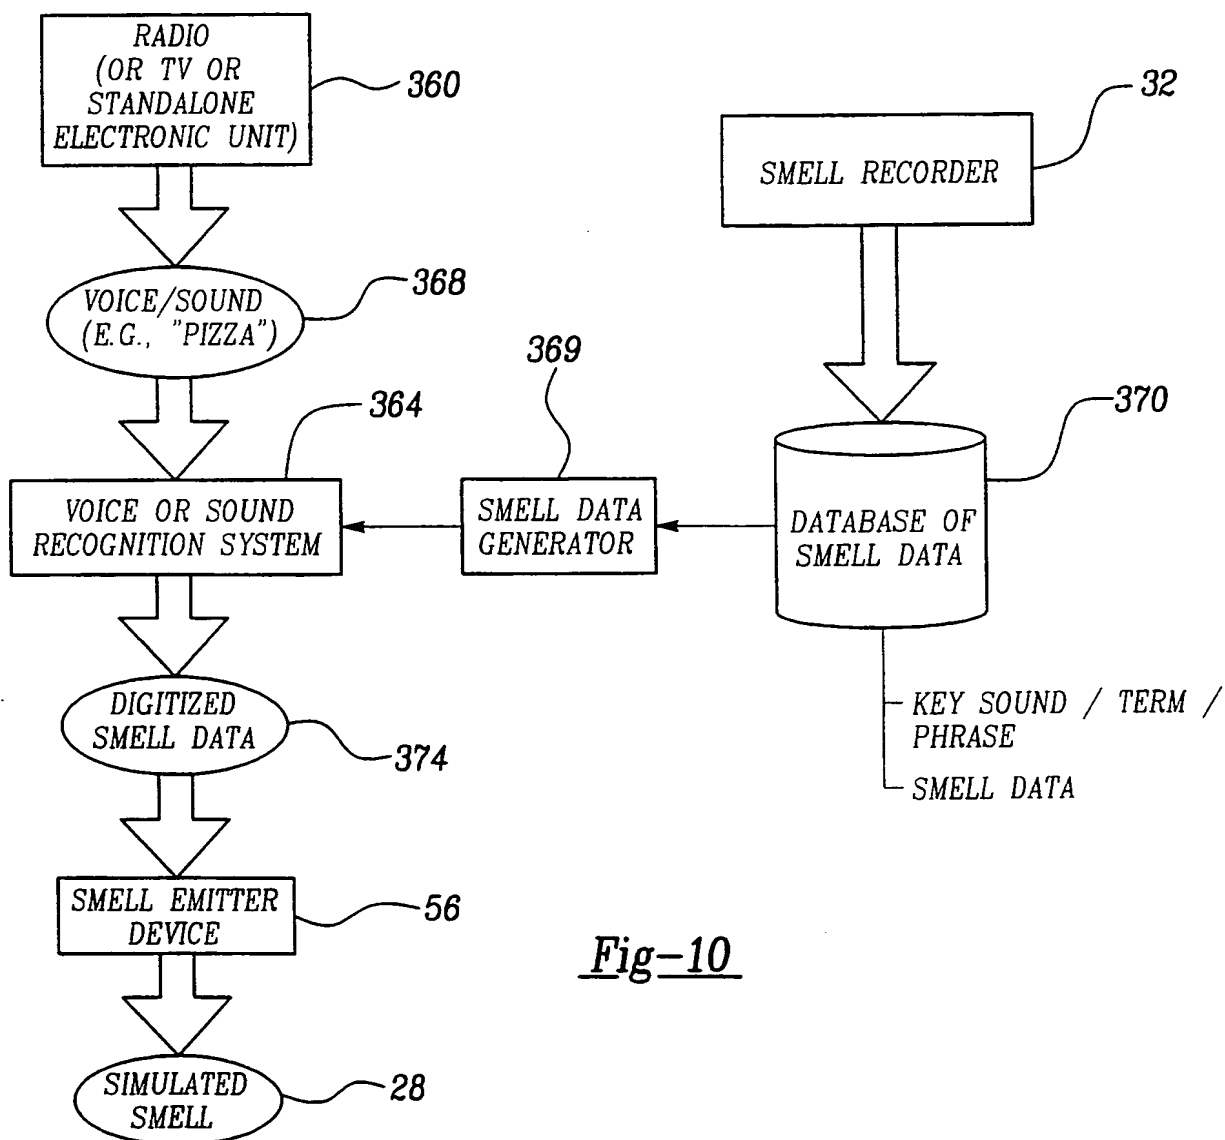 RADIO
(OR TV OR
STANDALONE
ELECTRONIC UNIT)
360
32
SMELL RECORDER
VOICE/SOUND
(E.G., "PIZZA")
368
369
364
370
VOICE OR SOUND
RECOGNITION SYSTEM
SMELL DATA
GENERATOR
DATABASE OF
SMELL DATA
DIGITIZED
SMELL DATA
374
KEY SOUND / TERM /
PHRASE
SMELL DATA
SMELL EMITTER
DEVICE
56
Fig-10
SIMULATED
SMELL
28